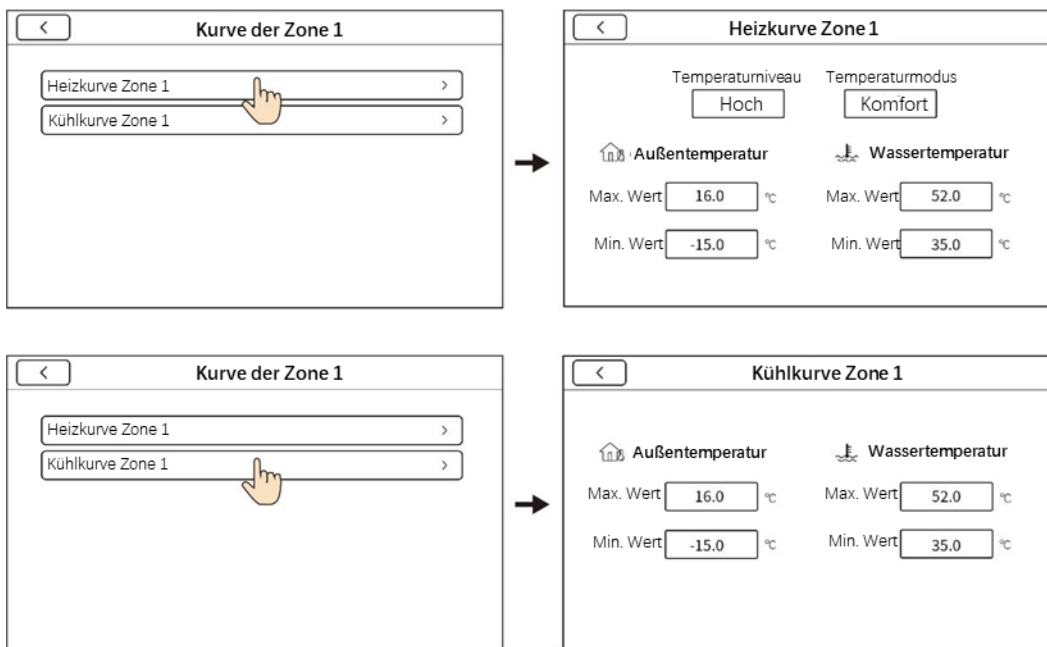 Kurve der Zone 1
Heizkurve Zone 1
Kühlkurve Zone 1
Heizkurve Zone 1
Temperaturniveau Temperaturmodus
Hoch Komfort
Außentemperatur Wassertemperatur
Max. Wert 16.0 °C Max. Wert 52.0 °C
Min. Wert -15.0 °C Min. Wert 35.0 °C
Kurve der Zone 1
Heizkurve Zone 1
Kühlkurve Zone 1
Kühlkurve Zone 1
Außentemperatur Wassertemperatur
Max. Wert 16.0 °C Max. Wert 52.0 °C
Min. Wert -15.0 °C Min. Wert 35.0 °C